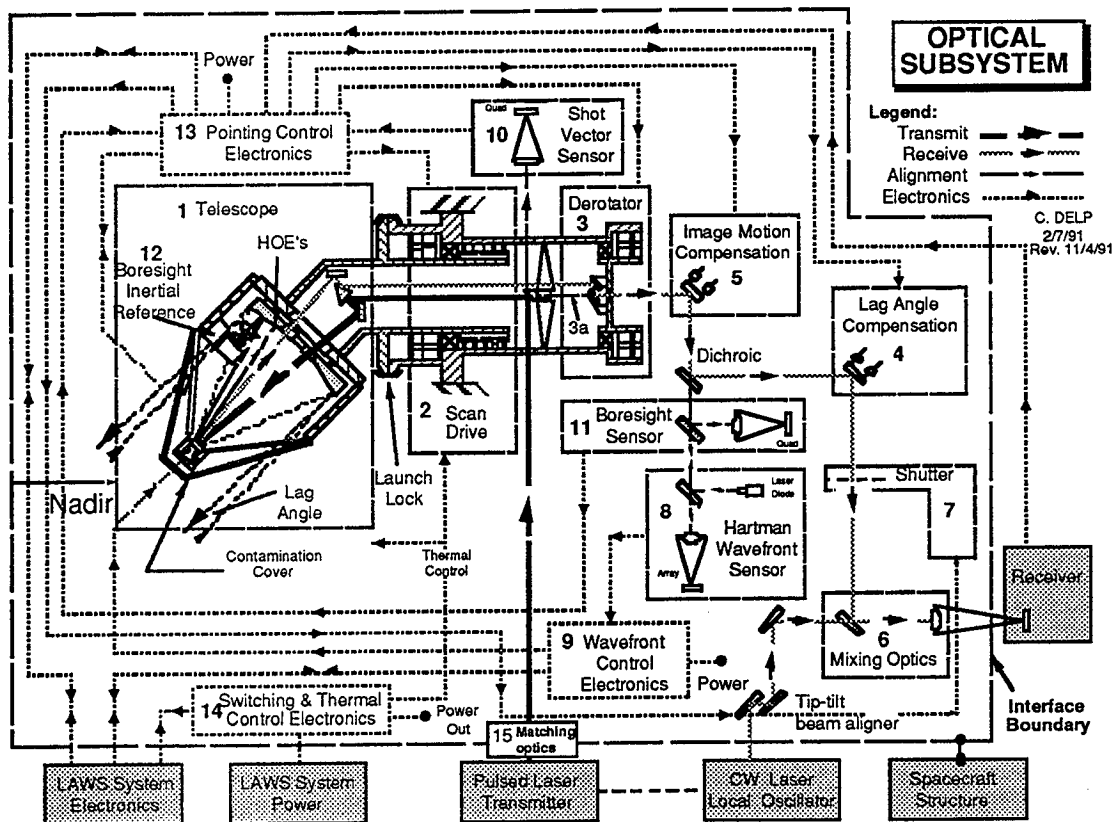 OPTICAL
SUBSYSTEM
Legend:
Transmit
Receive
Alignment
Electronics
C. DELP
2/7/91
Rev. 11/4/91
Power
13 Pointing Control
Electronics
Quad
10
Shot
Vector
Sensor
1 Telescope
HOE's
12
Boresight
Inertial
Reference
Derotator
3
3a
Image Motion
Compensation
5
Lag Angle
Compensation
4
Dichroic
2 Scan
Drive
11 Boresight
Sensor
Quad
Launch
Lock
Nadir
Lag
Angle
Contamination
Cover
Thermal
Control
8
Laser
Diode
Hartman
Wavefront
Sensor
Array
Shutter
7
Receiver
6
Mixing Optics
9 Wavefront
Control
Electronics
Power
Tip-tilt
beam aligner
Interface
Boundary
14 Switching & Thermal
Control Electronics
Power
Out
15 Matching
optics
LAWS System
Electronics
LAWS System
Power
Pulsed Laser
Transmitter
CW Laser
Local Oscillator
Spacecraft
Structure